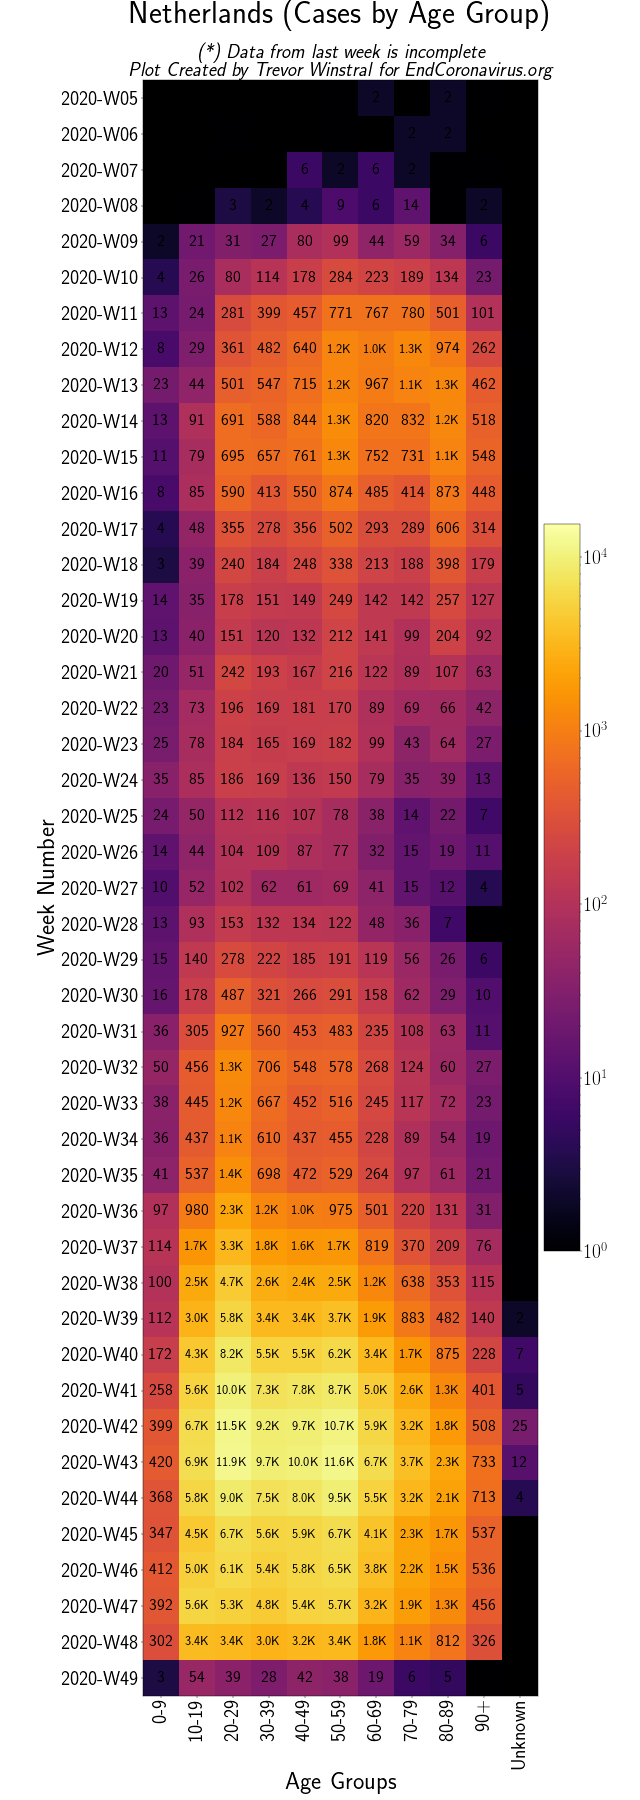 Netherlands (Cases by Age Group)
(*) Data from last week is incomplete
Plot Created by Trevor Winstral for EndCoronavirus.org
2020-W05 2 2
2020-W06 2 2
2020-W07 6 2 6 2
2020-W08 3 2 4 9 6 14 2
2020-W09 2 21 31 27 80 99 44 59 34 6
2020-W10 4 26 80 114 178 284 223 189 134 23
2020-W11 13 24 281 399 457 771 767 780 501 101
2020-W12 8 29 361 482 640 1.2K 1.0K 1.3K 974 262
2020-W13 23 44 501 547 715 1.2K 967 1.1K 1.3K 462
2020-W14 13 91 691 588 844 1.3K 820 832 1.2K 518
2020-W15 11 79 695 657 761 1.3K 752 731 1.1K 548
2020-W16 8 85 590 413 550 874 485 414 873 448
2020-W17 4 48 355 278 356 502 293 289 606 314
2020-W18 3 39 240 184 248 338 213 188 398 179
2020-W19 14 35 178 151 149 249 142 142 257 127
2020-W20 13 40 151 120 132 212 141 99 204 92
2020-W21 20 51 242 193 167 216 122 89 107 63
2020-W22 23 73 196 169 181 170 89 69 66 42
2020-W23 25 78 184 165 169 182 99 43 64 27
2020-W24 35 85 186 169 136 150 79 35 39 13
2020-W25 24 50 112 116 107 78 38 14 22 7
2020-W26 14 44 104 109 87 77 32 15 19 11
2020-W27 10 52 102 62 61 69 41 15 12 4
2020-W28 13 93 153 132 134 122 48 36 7
2020-W29 15 140 278 222 185 191 119 56 26 6
2020-W30 16 178 487 321 266 291 158 62 29 10
2020-W31 36 305 927 560 453 483 235 108 63 11
2020-W32 50 456 1.3K 706 548 578 268 124 60 27
2020-W33 38 445 1.2K 667 452 516 245 117 72 23
2020-W34 36 437 1.1K 610 437 455 228 89 54 19
2020-W35 41 537 1.4K 698 472 529 264 97 61 21
2020-W36 97 980 2.3K 1.2K 1.0K 975 501 220 131 31
2020-W37 114 1.7K 3.3K 1.8K 1.6K 1.7K 819 370 209 76
2020-W38 100 2.5K 4.7K 2.6K 2.4K 2.5K 1.2K 638 353 115
2020-W39 112 3.0K 5.8K 3.4K 3.4K 3.7K 1.9K 883 482 140 2
2020-W40 172 4.3K 8.2K 5.5K 5.5K 6.2K 3.4K 1.7K 875 228 7
2020-W41 258 5.6K 10.0K 7.3K 7.8K 8.7K 5.0K 2.6K 1.3K 401 5
2020-W42 399 6.7K 11.5K 9.2K 9.7K 10.7K 5.9K 3.2K 1.8K 508 25
2020-W43 420 6.9K 11.9K 9.7K 10.0K 11.6K 6.7K 3.7K 2.3K 733 12
2020-W44 368 5.8K 9.0K 7.5K 8.0K 9.5K 5.5K 3.2K 2.1K 713 4
2020-W45 347 4.5K 6.7K 5.6K 5.9K 6.7K 4.1K 2.3K 1.7K 537
2020-W46 412 5.0K 6.1K 5.4K 5.8K 6.5K 3.8K 2.2K 1.5K 536
2020-W47 392 5.6K 5.3K 4.8K 5.4K 5.7K 3.2K 1.9K 1.3K 456
2020-W48 302 3.4K 3.4K 3.0K 3.2K 3.4K 1.8K 1.1K 812 326
2020-W49 3 54 39 28 42 38 19 6 5
0-9 10-19 20-29 30-39 40-49 50-59 60-69 70-79 80-89 90+ Unknown
Age Groups
Week Number
10⁴
10³
10²
10¹
10⁰